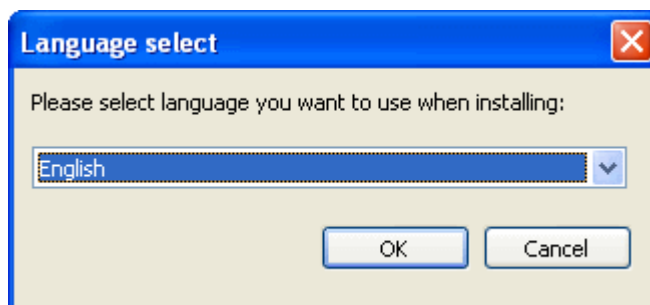 Language select
Please select language you want to use when installing:
English
OK
Cancel